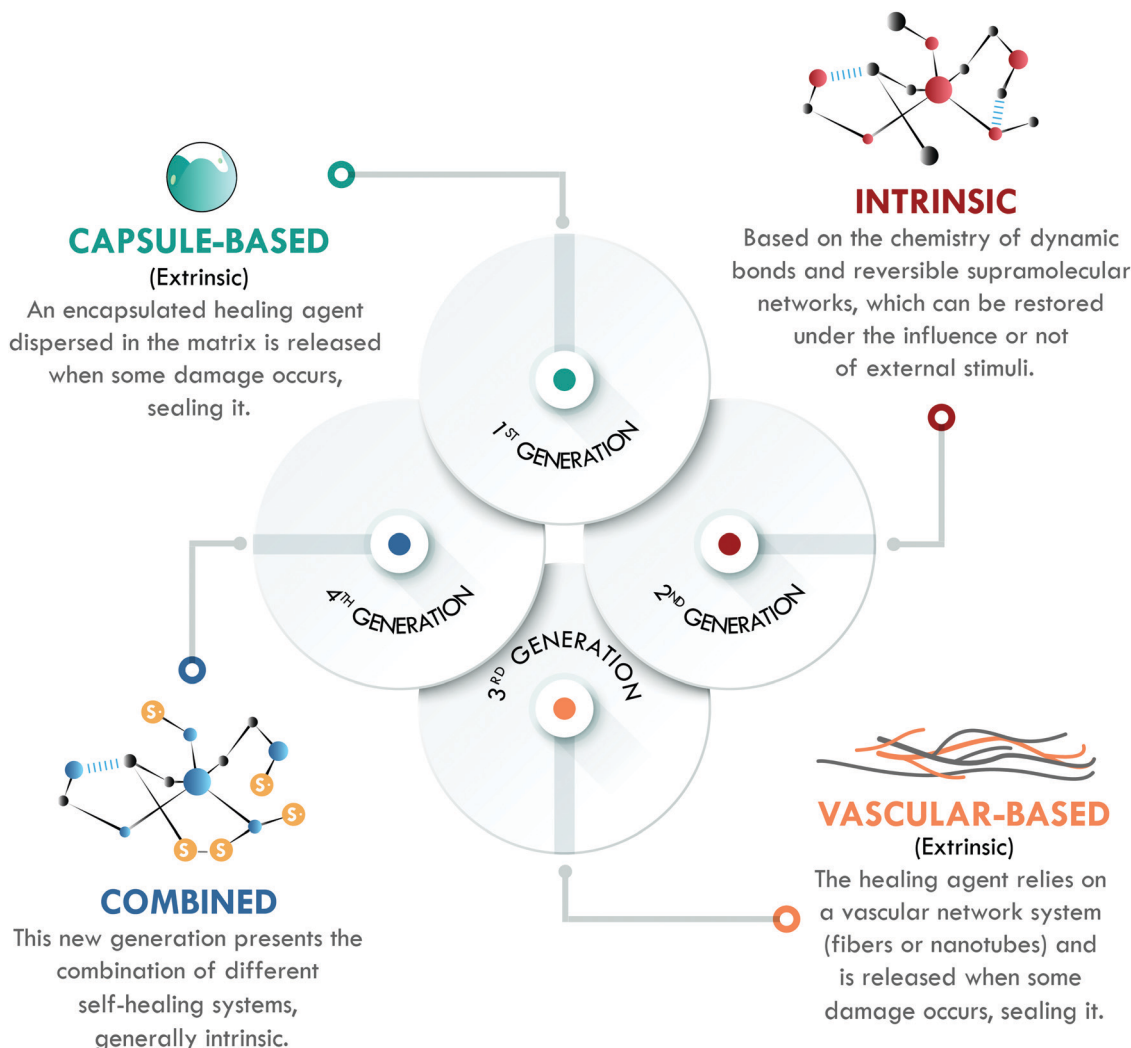 CAPSULE-BASED
(Extrinsic)
An encapsulated healing agent
dispersed in the matrix is released
when some damage occurs,
sealing it.
INTRINSIC
Based on the chemistry of dynamic
bonds and reversible supramolecular
networks, which can be restored
under the influence or not
of external stimuli.
1ST GENERATION
4TH GENERATION
2ND GENERATION
3RD GENERATION
S·
S·
S·
S–S
COMBINED
This new generation presents the
combination of different
self-healing systems,
generally intrinsic.
VASCULAR-BASED
(Extrinsic)
The healing agent relies on
a vascular network system
(fibers or nanotubes) and
is released when some
damage occurs, sealing it.